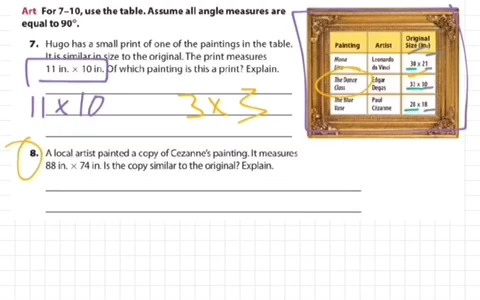 Art For 7–10, use the table. Assume all angle measures are
equal to 90°.
7. Hugo has a small print of one of the paintings in the table.
It is similar in size to the original. The print measures
11 in. × 10 in. Of which painting is this a print? Explain.
11 x 10 3 x 3
8. A local artist painted a copy of Cezanne's painting. It measures
88 in. × 74 in. Is the copy similar to the original? Explain.
Painting Artist Original Size (in.)
Mona Leonardo da Vinci 30 x 21
The Dance Class Edgar Degas 33 x 30
The Blue Vase Paul Cézanne 28 x 18